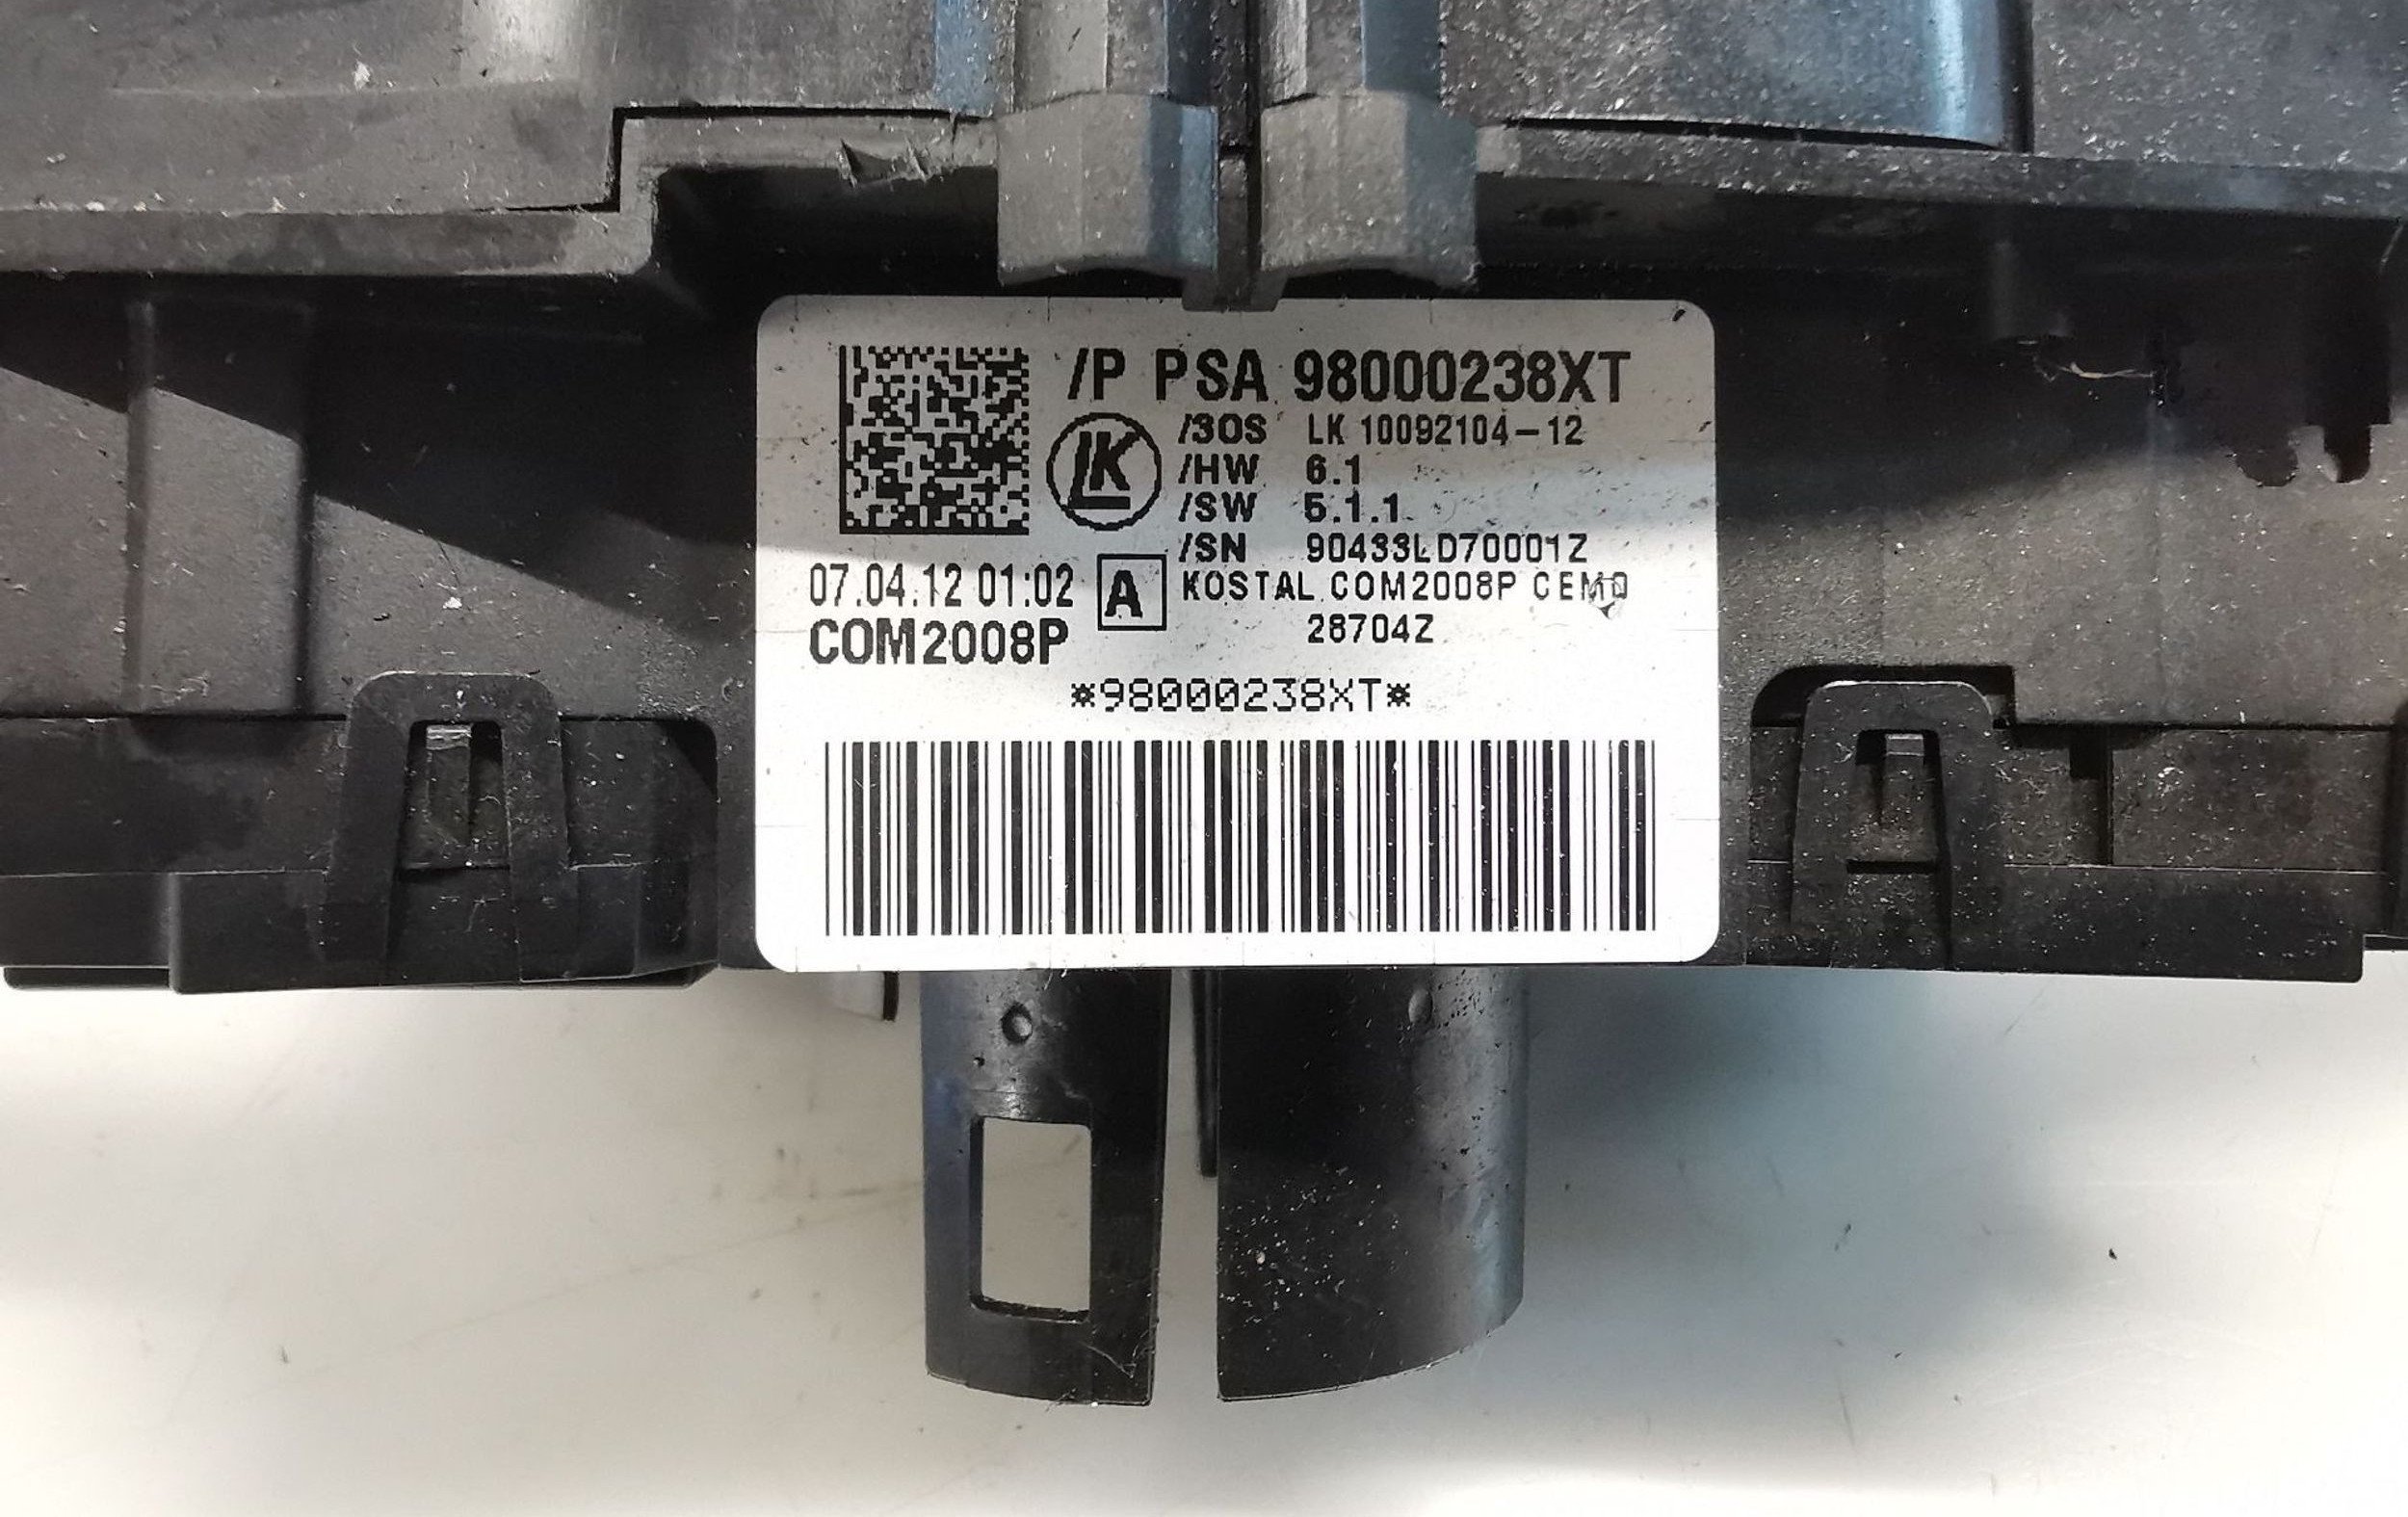 /P PSA 98000238XT
LK
/30S LK 10092104-12
/HW 6.1
/SW 5.1.1
/SN 90433LD70001Z
07.04.12 01:02 A KOSTAL COM2008P CEMO
COM2008P 28704Z
*98000238XT*